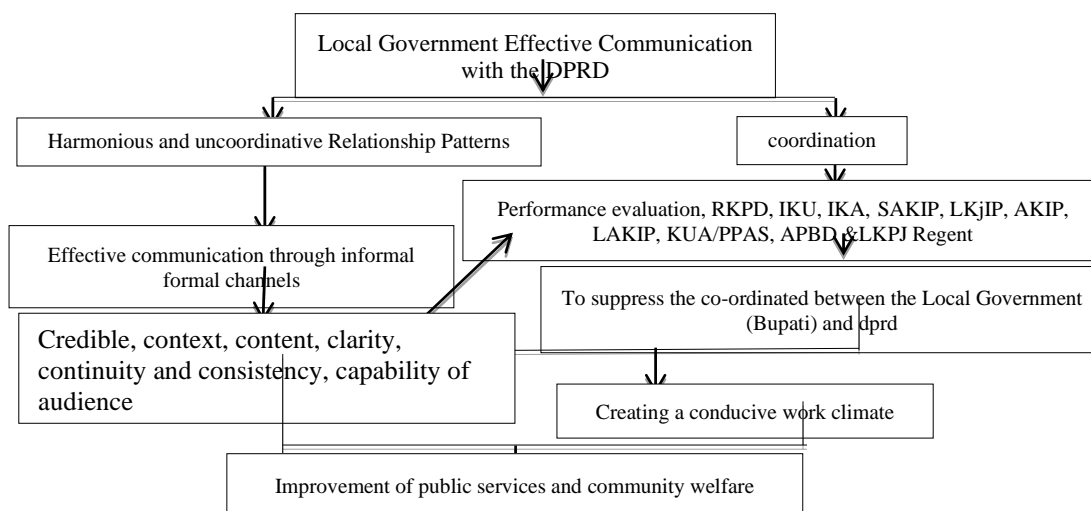 Local Government Effective Communication
with the DPRD
Harmonious and uncoordinative Relationship Patterns
coordination
Performance evaluation, RKPD, IKU, IKA, SAKIP, LKjIP, AKIP,
LAKIP, KUA/PPAS, APBD &LKPJ Regent
Effective communication through informal
formal channels
To suppress the co-ordinated between the Local Government
(Bupati) and dprd
Credible, context, content, clarity,
continuity and consistency, capability of
audience
Creating a conducive work climate
Improvement of public services and community welfare